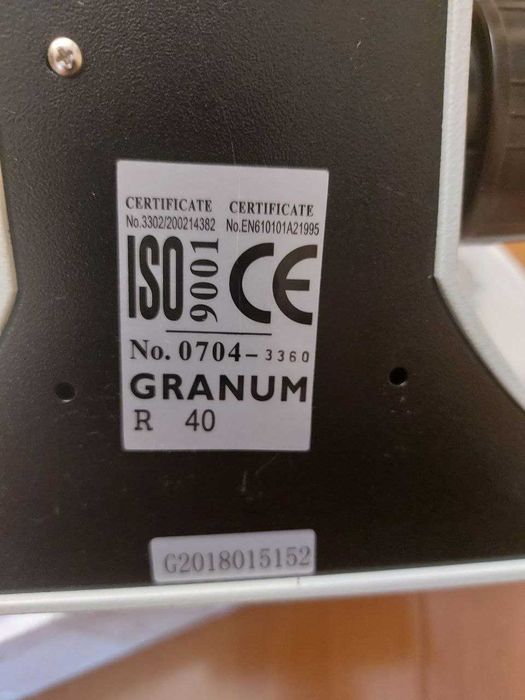 CERTIFICATE CERTIFICATE
No.3302/200214382 No.EN610101A21995
ISO 9001 CE
No. 0704-3360
GRANUM
R 40
G2018015152